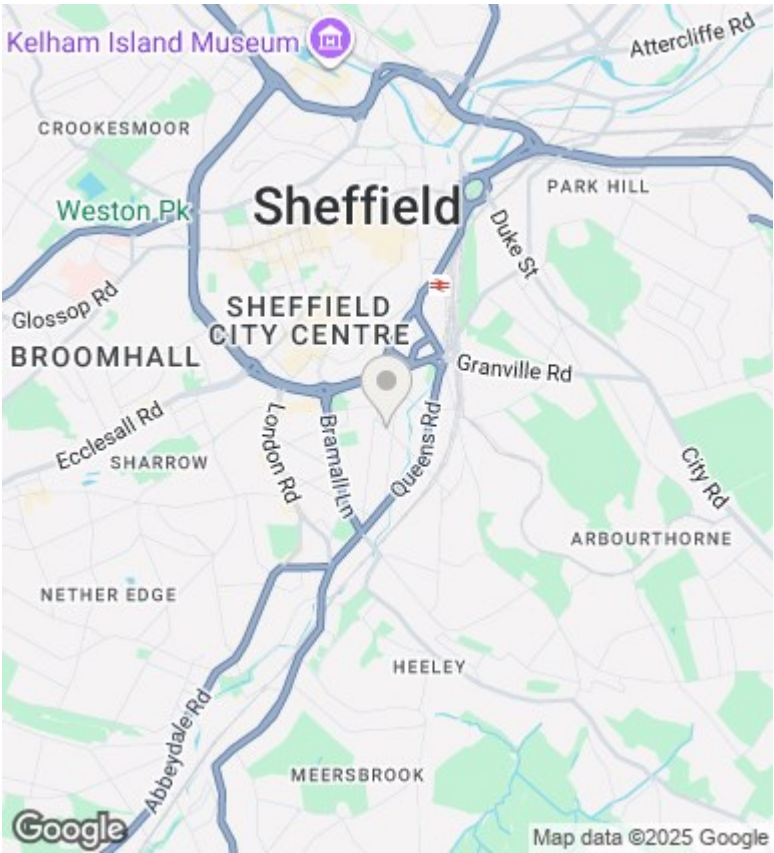 Kelham Island Museum
Attercliffe Rd
CROOKESMOOR
PARK HILL
Weston Pk
Sheffield
Duke St
Glossop Rd
SHEFFIELD
CITY CENTRE
BROOMHALL
Granville Rd
Ecclesall Rd
London Rd
Bramall Ln
Queens Rd
SHARROW
City Rd
ARBOURTHORNE
NETHER EDGE
HEELEY
Abbeydale Rd
MEERSBROOK
Google
Map data ©2025 Google